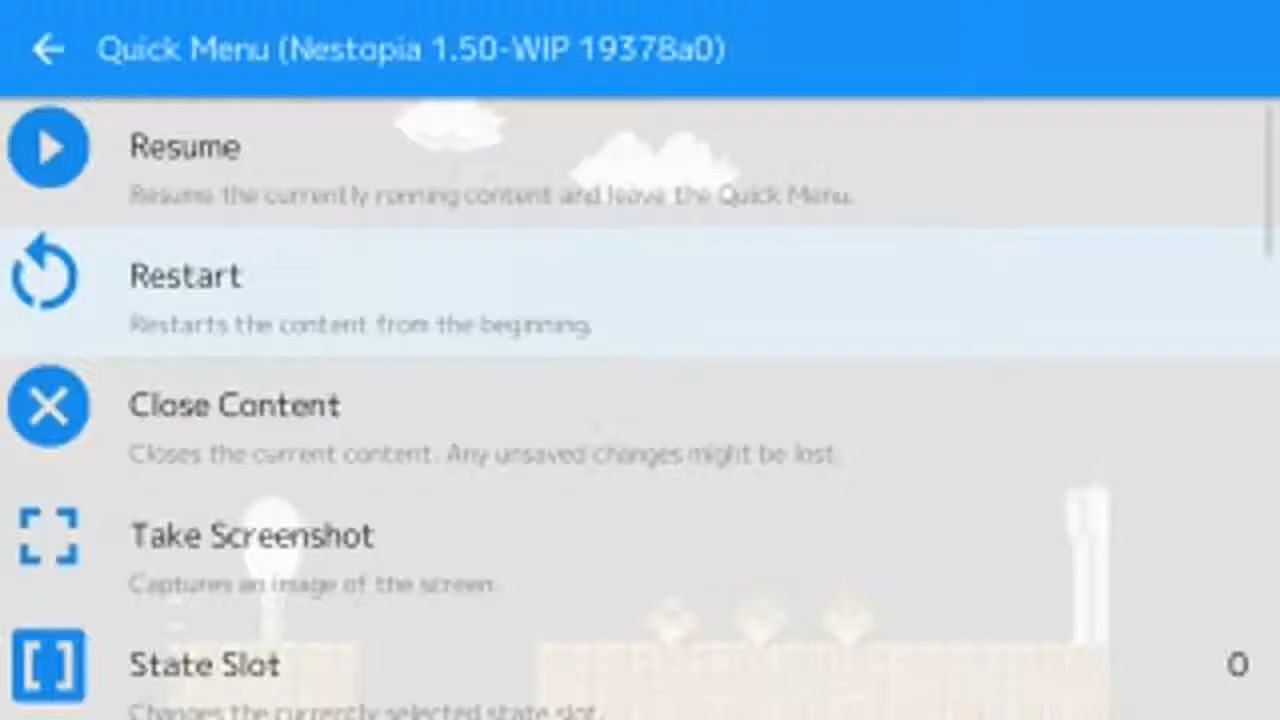 Quick Menu (Nestopia 1.50-WIP 19378a0)
Resume
Resume the currently running content and leave the Quick Menu.
Restart
Restarts the content from the beginning.
Close Content
Closes the current content. Any unsaved changes might be lost.
Take Screenshot
Captures an image of the screen.
State Slot 0
Changes the currently selected state slot.